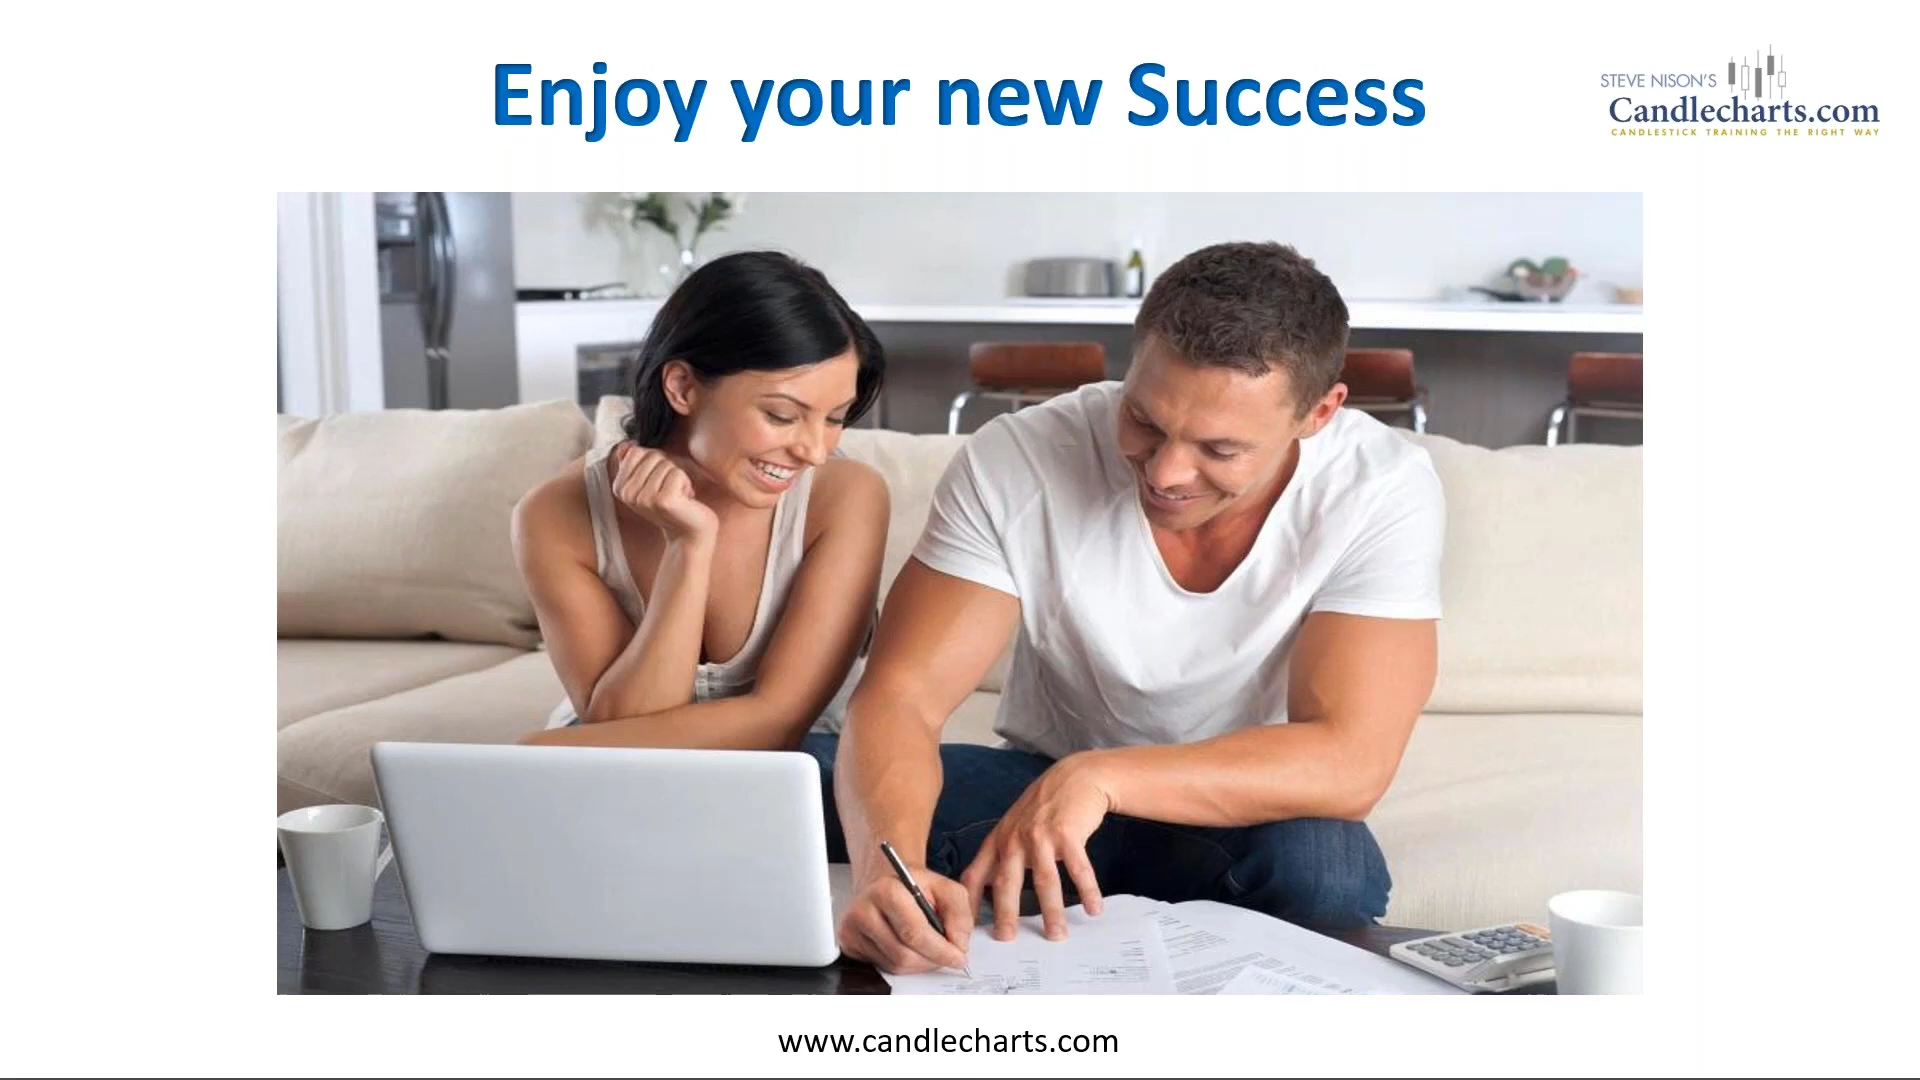 Enjoy your new Success
STEVE NISON'S
Candlecharts.com
CANDLESTICK TRAINING THE RIGHT WAY
www.candlecharts.com